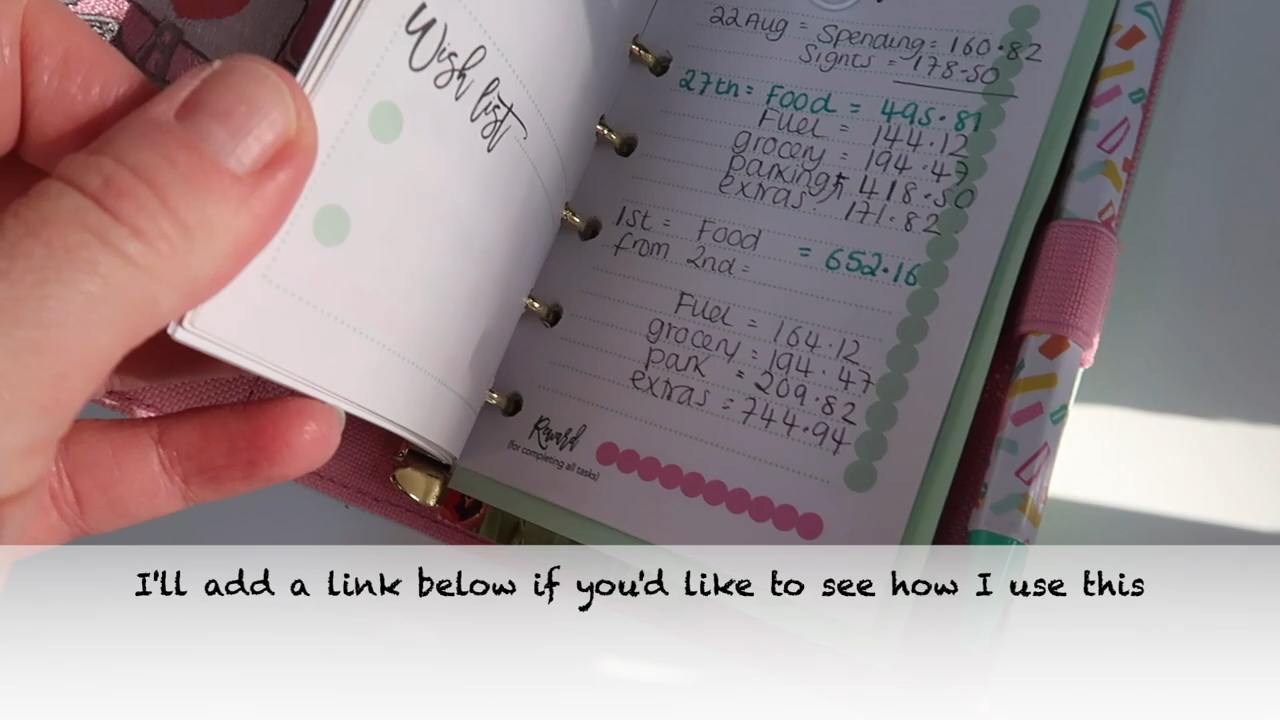 Wish list
22 Aug = Spending = 160.82
Sights = 178-50
27th = Food = 495.81
Fuel = 144.12
grocery = 194.47
parking = 418.50
extras 171.82
1st = Food = 652.16
from 2nd =
Fuel = 164.12
grocery = 194.47
park = 209.82
extras = 744.94
Reward
(for completing all tasks)
I'll add a link below if you'd like to see how I use this